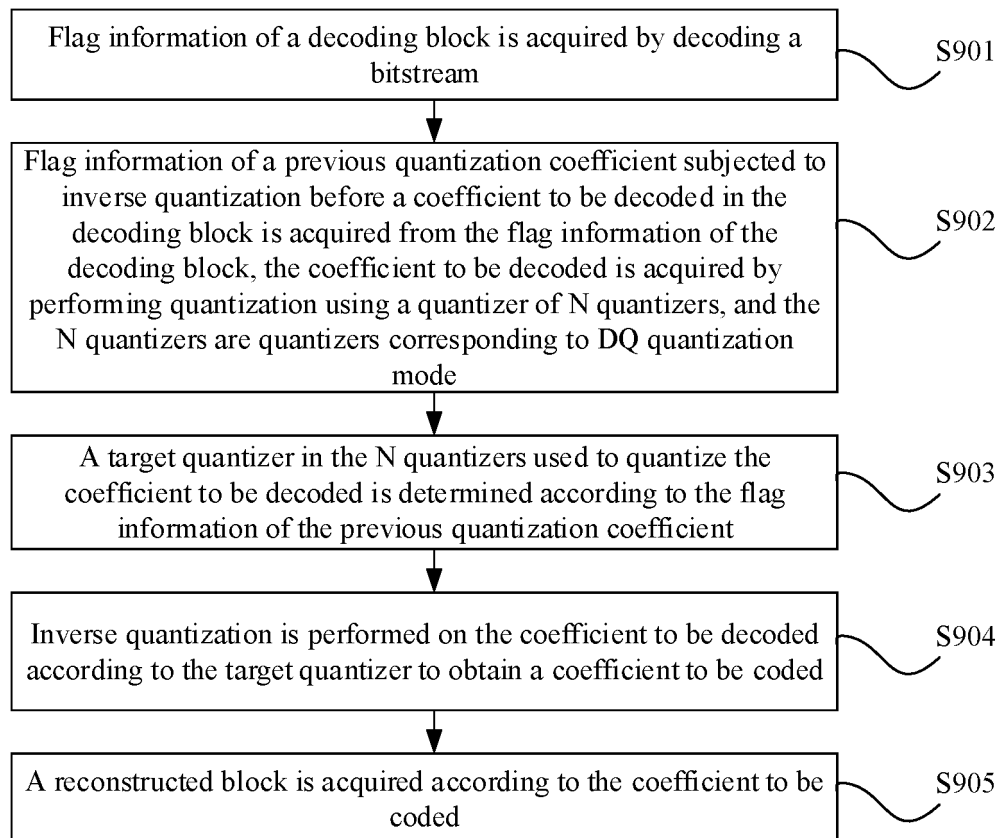 Flag information of a decoding block is acquired by decoding a
bitstream
S901
Flag information of a previous quantization coefficient subjected to
inverse quantization before a coefficient to be decoded in the
decoding block is acquired from the flag information of the
decoding block, the coefficient to be decoded is acquired by
performing quantization using a quantizer of N quantizers, and the
N quantizers are quantizers corresponding to DQ quantization
mode
S902
A target quantizer in the N quantizers used to quantize the
coefficient to be decoded is determined according to the flag
information of the previous quantization coefficient
S903
Inverse quantization is performed on the coefficient to be decoded
according to the target quantizer to obtain a coefficient to be coded
S904
A reconstructed block is acquired according to the coefficient to be
coded
S905